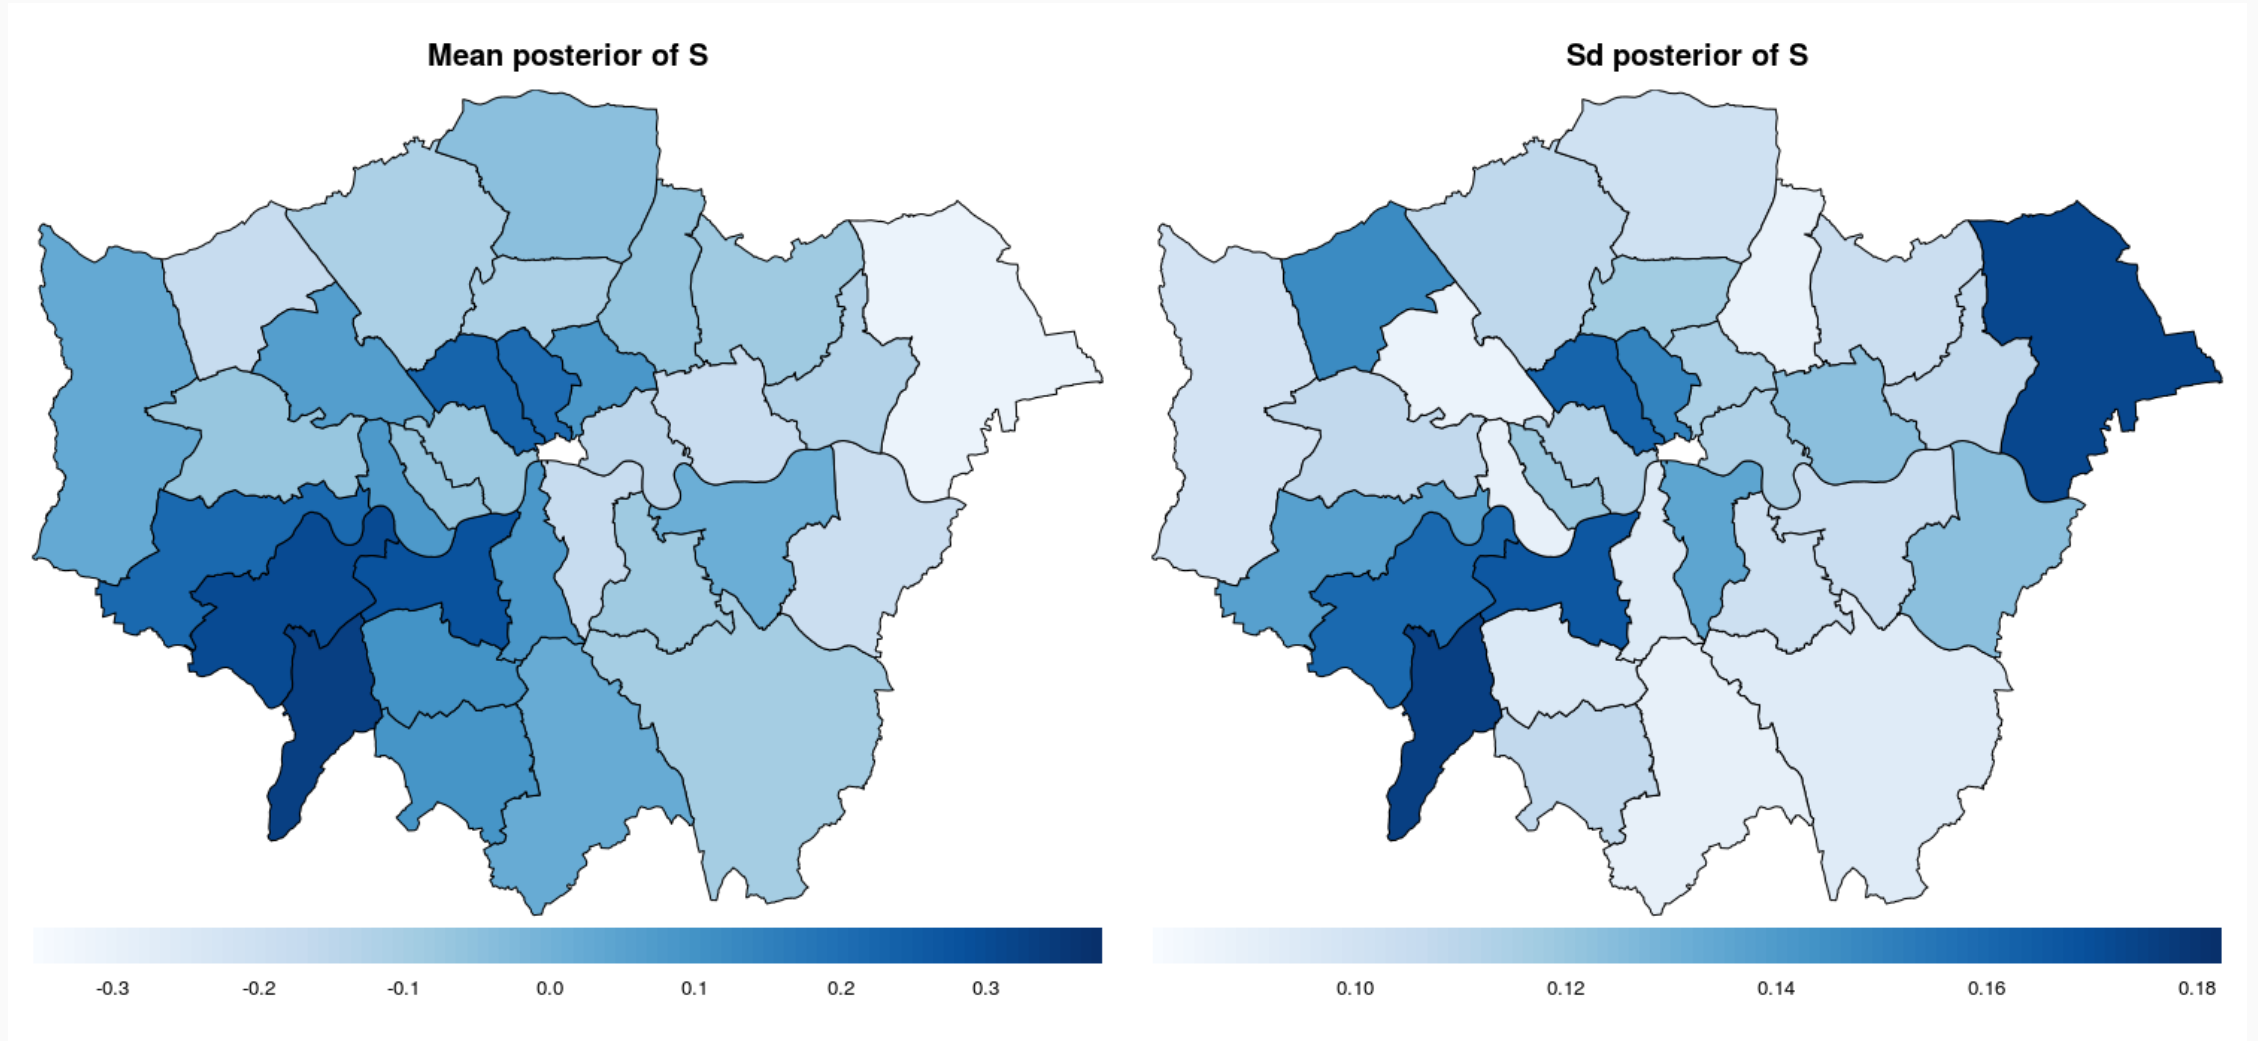 Mean posterior of S
Sd posterior of S
-0.3 -0.2 -0.1 0.0 0.1 0.2 0.3
0.10 0.12 0.14 0.16 0.18